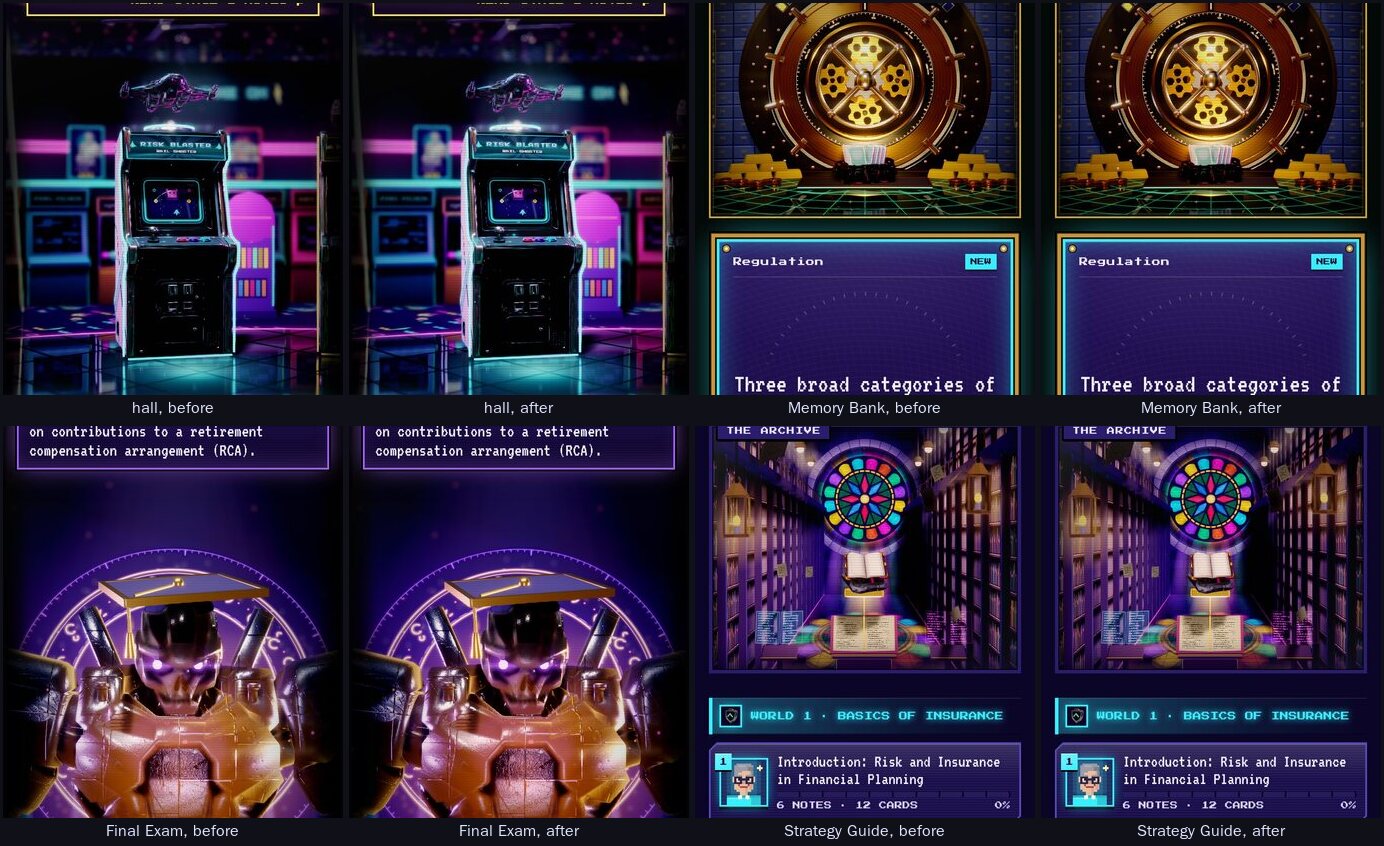 RISK BLASTER
RAIL SHOOTER
RISK BLASTER
RAIL SHOOTER
Regulation
NEW
Three broad categories of
Regulation
NEW
Three broad categories of
hall, before
hall, after
Memory Bank, before
Memory Bank, after
on contributions to a retirement
compensation arrangement (RCA).
on contributions to a retirement
compensation arrangement (RCA).
THE ARCHIVE
WORLD 1 · BASICS OF INSURANCE
1
Introduction: Risk and Insurance
in Financial Planning
6 NOTES · 12 CARDS
0%
THE ARCHIVE
WORLD 1 · BASICS OF INSURANCE
1
Introduction: Risk and Insurance
in Financial Planning
6 NOTES · 12 CARDS
0%
Final Exam, before
Final Exam, after
Strategy Guide, before
Strategy Guide, after